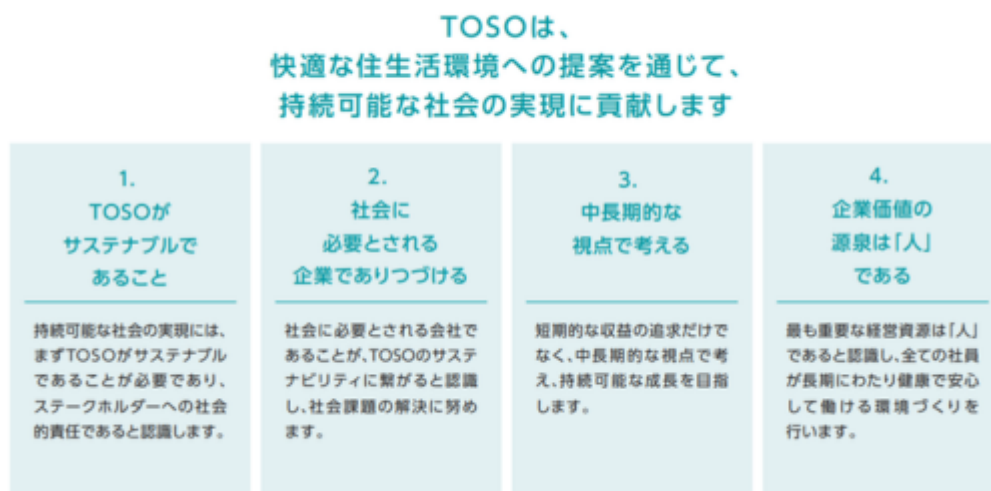 TOSOは、
快適な住生活環境への提案を通じて、
持続可能な社会の実現に貢献します
1.
TOSOが
サステナブルで
あること
持続可能な社会の実現には、
まずTOSOがサステナブル
であることが必要であり、
ステークホルダーへの社会
的責任であると認識します。
2.
社会に
必要とされる
企業でありつづける
社会に必要とされる会社で
あることが、TOSOのサステ
ナビリティに繋がると認識
し、社会課題の解決に努め
ます。
3.
中長期的な
視点で考える
短期的な収益の追求だけで
なく、中長期的な視点で考
え、持続可能な成長を目指
します。
4.
企業価値の
源泉は「人」
である
最も重要な経営資源は「人」
であると認識し、全ての社員
が長期にわたり健康で安心
して働ける環境づくりを
行います。